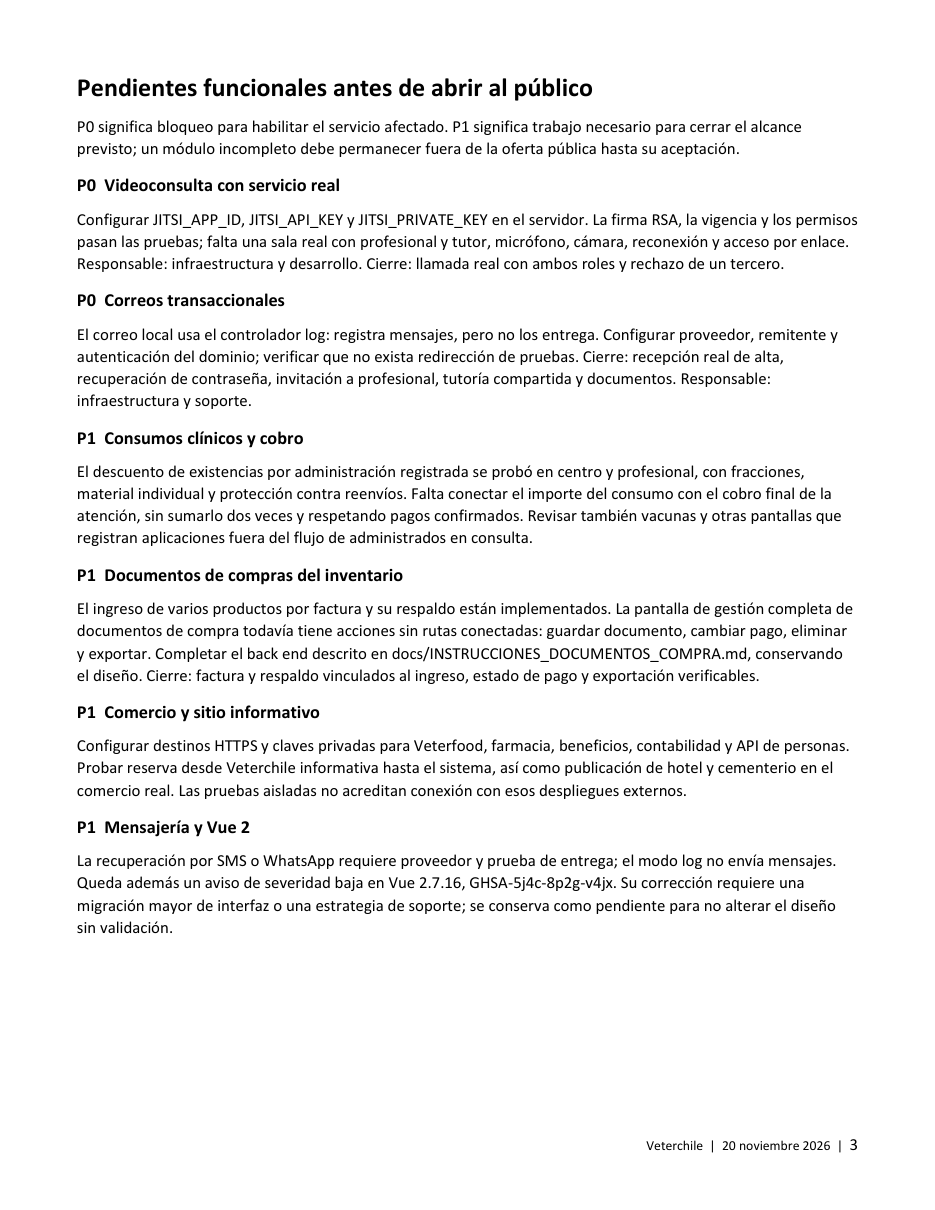 Pendientes funcionales antes de abrir al público
P0 significa bloqueo para habilitar el servicio afectado. P1 significa trabajo necesario para cerrar el alcance
previsto; un módulo incompleto debe permanecer fuera de la oferta pública hasta su aceptación.
P0 Videoconsulta con servicio real
Configurar JITSI_APP_ID, JITSI_API_KEY y JITSI_PRIVATE_KEY en el servidor. La firma RSA, la vigencia y los permisos
pasan las pruebas; falta una sala real con profesional y tutor, micrófono, cámara, reconexión y acceso por enlace.
Responsable: infraestructura y desarrollo. Cierre: llamada real con ambos roles y rechazo de un tercero.
P0 Correos transaccionales
El correo local usa el controlador log: registra mensajes, pero no los entrega. Configurar proveedor, remitente y
autenticación del dominio; verificar que no exista redirección de pruebas. Cierre: recepción real de alta,
recuperación de contraseña, invitación a profesional, tutoría compartida y documentos. Responsable:
infraestructura y soporte.
P1 Consumos clínicos y cobro
El descuento de existencias por administración registrada se probó en centro y profesional, con fracciones,
material individual y protección contra reenvíos. Falta conectar el importe del consumo con el cobro final de la
atención, sin sumarlo dos veces y respetando pagos confirmados. Revisar también vacunas y otras pantallas que
registran aplicaciones fuera del flujo de administrados en consulta.
P1 Documentos de compras del inventario
El ingreso de varios productos por factura y su respaldo están implementados. La pantalla de gestión completa de
documentos de compra todavía tiene acciones sin rutas conectadas: guardar documento, cambiar pago, eliminar
y exportar. Completar el back end descrito en docs/INSTRUCCIONES_DOCUMENTOS_COMPRA.md, conservando
el diseño. Cierre: factura y respaldo vinculados al ingreso, estado de pago y exportación verificables.
P1 Comercio y sitio informativo
Configurar destinos HTTPS y claves privadas para Veterfood, farmacia, beneficios, contabilidad y API de personas.
Probar reserva desde Veterchile informativa hasta el sistema, así como publicación de hotel y cementerio en el
comercio real. Las pruebas aisladas no acreditan conexión con esos despliegues externos.
P1 Mensajería y Vue 2
La recuperación por SMS o WhatsApp requiere proveedor y prueba de entrega; el modo log no envía mensajes.
Queda además un aviso de severidad baja en Vue 2.7.16, GHSA-5j4c-8p2g-v4jx. Su corrección requiere una
migración mayor de interfaz o una estrategia de soporte; se conserva como pendiente para no alterar el diseño
sin validación.
Veterchile | 20 noviembre 2026 | 3